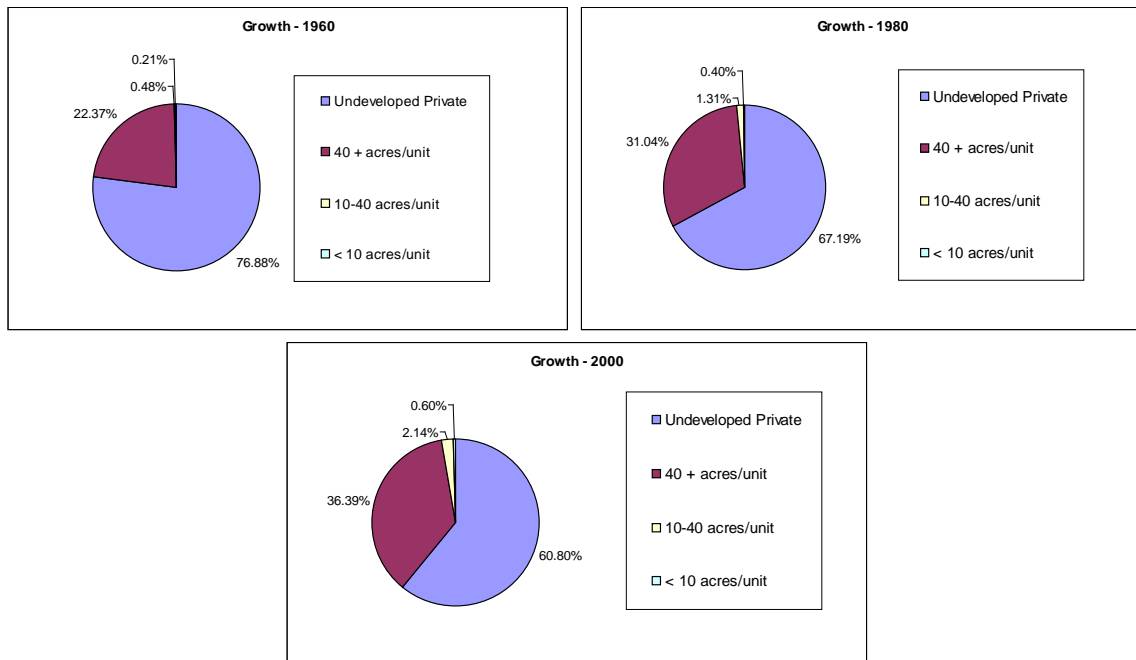 Growth - 1960
0.21%
0.48%
22.37%
76.88%
Undeveloped Private
40 + acres/unit
10-40 acres/unit
< 10 acres/unit
Growth - 1980
0.40%
1.31%
31.04%
67.19%
Undeveloped Private
40 + acres/unit
10-40 acres/unit
< 10 acres/unit
Growth - 2000
0.60%
2.14%
36.39%
60.80%
Undeveloped Private
40 + acres/unit
10-40 acres/unit
< 10 acres/unit